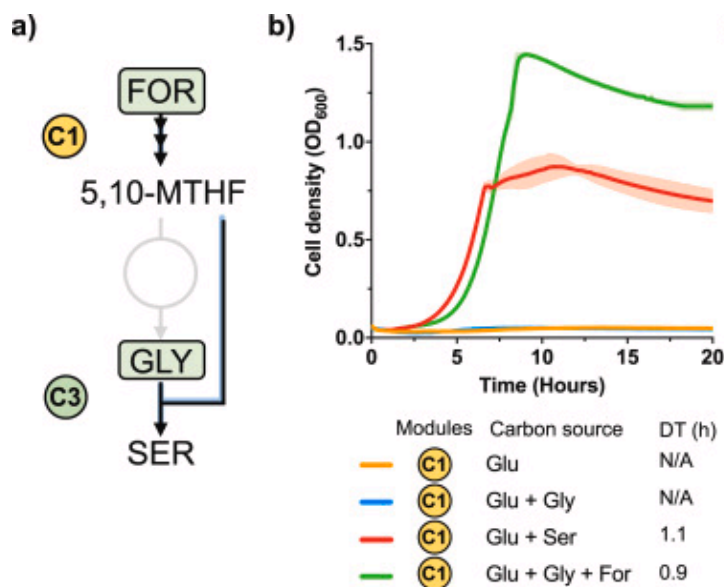 a)
FOR
C1
5,10-MTHF
GLY
C3
SER
b)
Cell density (OD600)
1.5
1.0
0.5
0.0
0 5 10 15 20
Time (Hours)
Modules Carbon source DT (h)
C1 Glu N/A
C1 Glu + Gly N/A
C1 Glu + Ser 1.1
C1 Glu + Gly + For 0.9